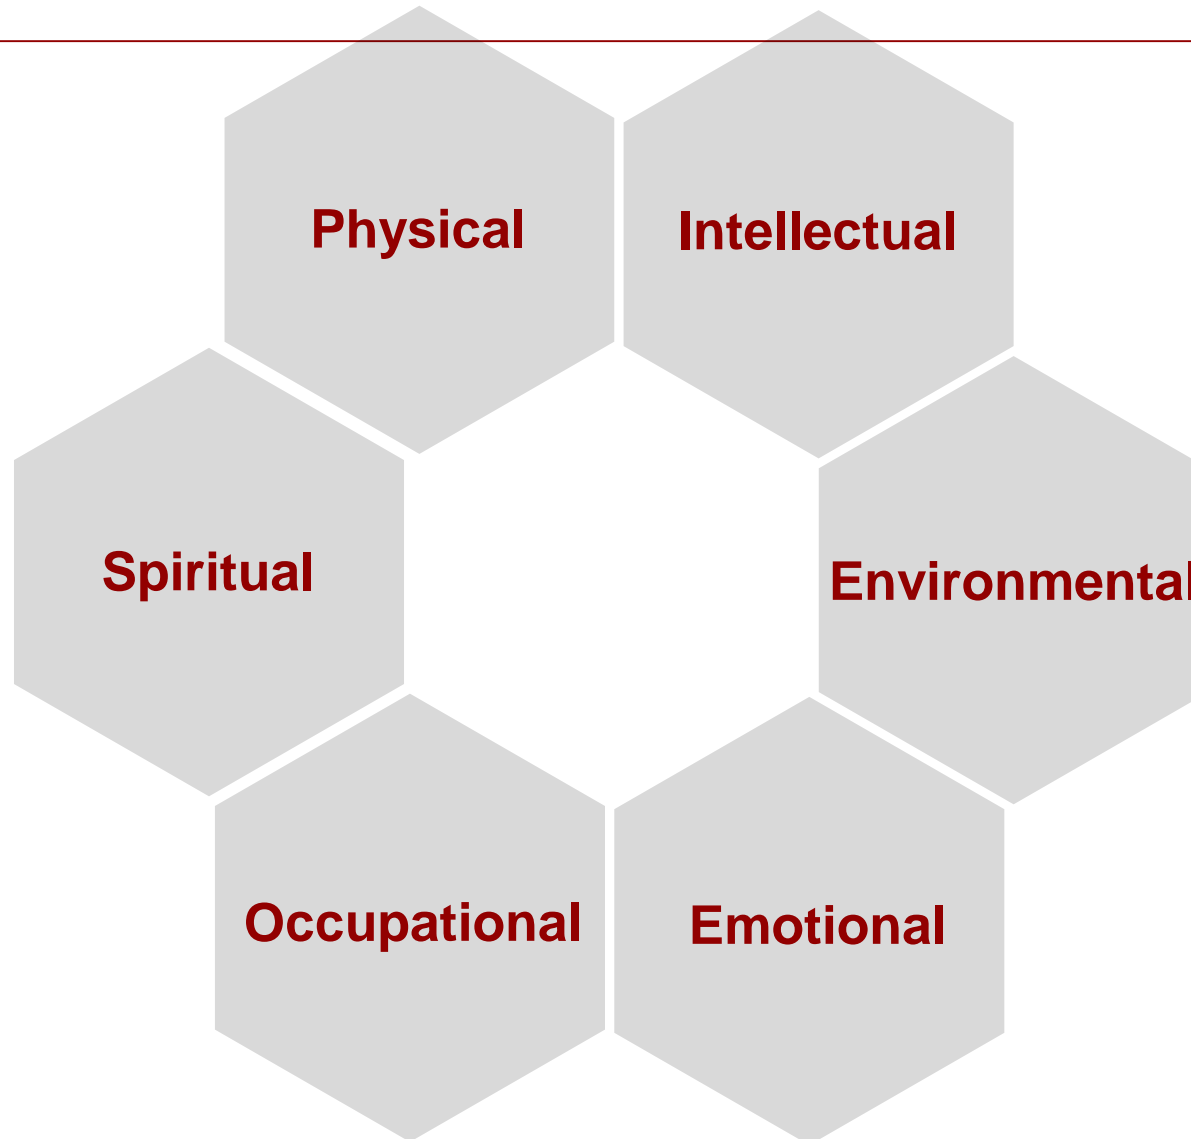 Physical
Intellectual
Spiritual
Environmental
Occupational
Emotional